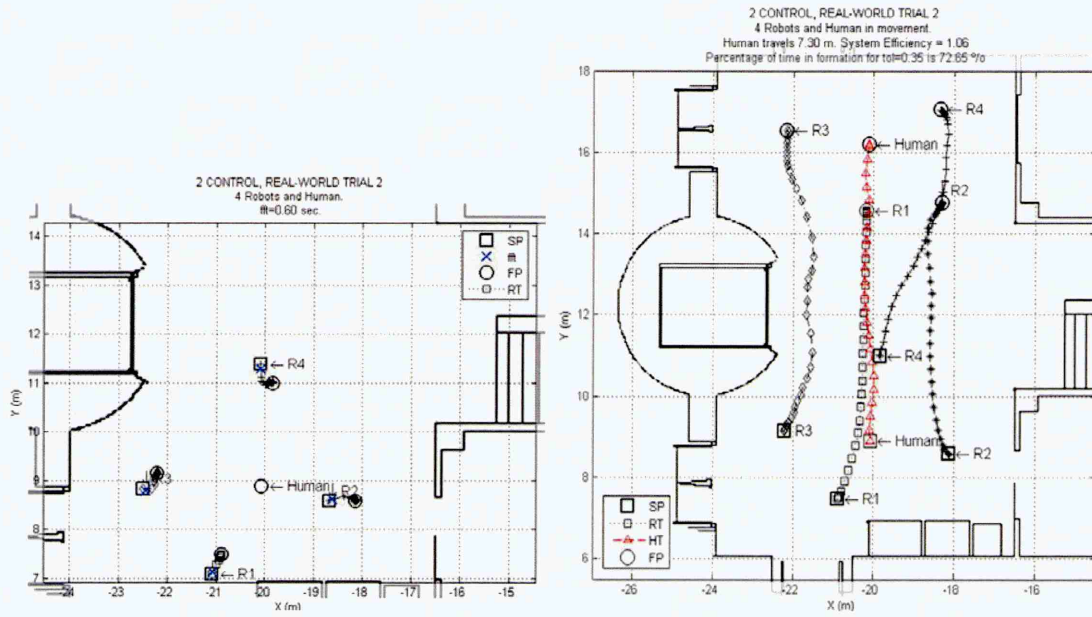 2 CONTROL, REAL-WORLD TRIAL 2
4 Robots and Human.
fft=0.60 sec.
14
13
12
11
10
9
8
7
Y (m)
SP
fft
FP
RT
R4
R3
Human
R2
R1
-24 -23 -22 -21 -20 -19 -18 -17 -16 -15
X (m)
2 CONTROL, REAL-WORLD TRIAL 2
4 Robots and Human in movement.
Human travels 7.30 m. System Efficiency = 1.06
Percentage of time in formation for tol=0.35 is 72.65 %
18
16
14
12
10
8
6
Y (m)
R4
R3
Human
R2
R1
R4
R3
Human
R2
R1
SP
RT
HT
FP
-26 -24 -22 -20 -18 -16
X (m)